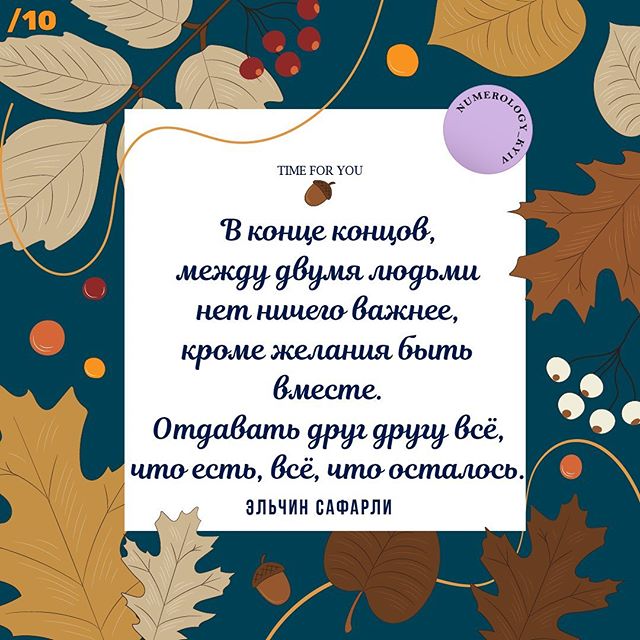 /10
NUMEROLOGY_KYIV
TIME FOR YOU
В конце концов,
между двумя людьми
нет ничего важнее,
кроме желания быть
вместе.
Отдавать друг другу всё,
что есть, всё, что осталось.
ЭЛЬЧИН САФАРЛИ